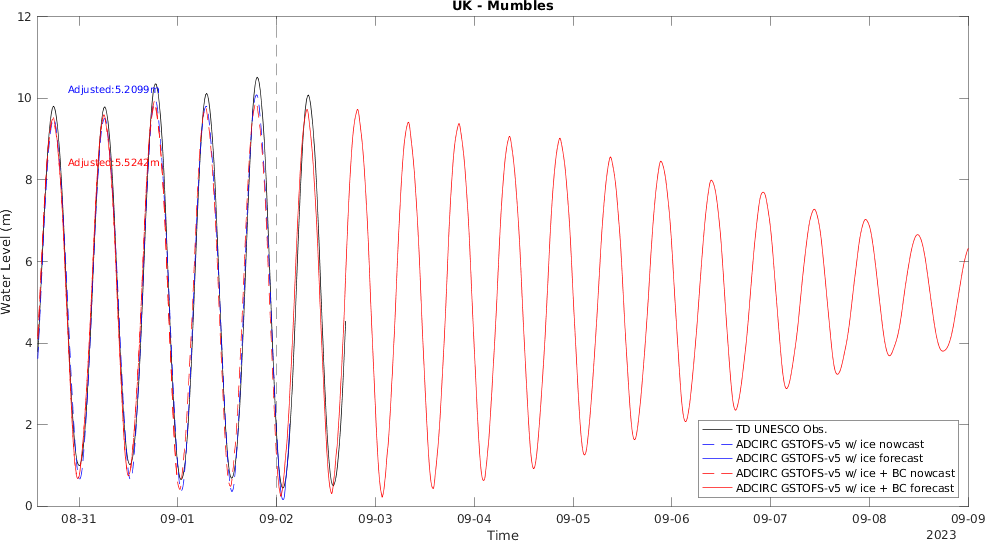 UK - Mumbles
12
10
8
6
4
2
0
Water Level (m)
Adjusted:5.2099m
Adjusted:5.5242m
TD UNESCO Obs.
ADCIRC GSTOFS-v5 w/ ice nowcast
ADCIRC GSTOFS-v5 w/ ice forecast
ADCIRC GSTOFS-v5 w/ ice + BC nowcast
ADCIRC GSTOFS-v5 w/ ice + BC forecast
08-31 09-01 09-02 09-03 09-04 09-05 09-06 09-07 09-08 09-09
Time
2023